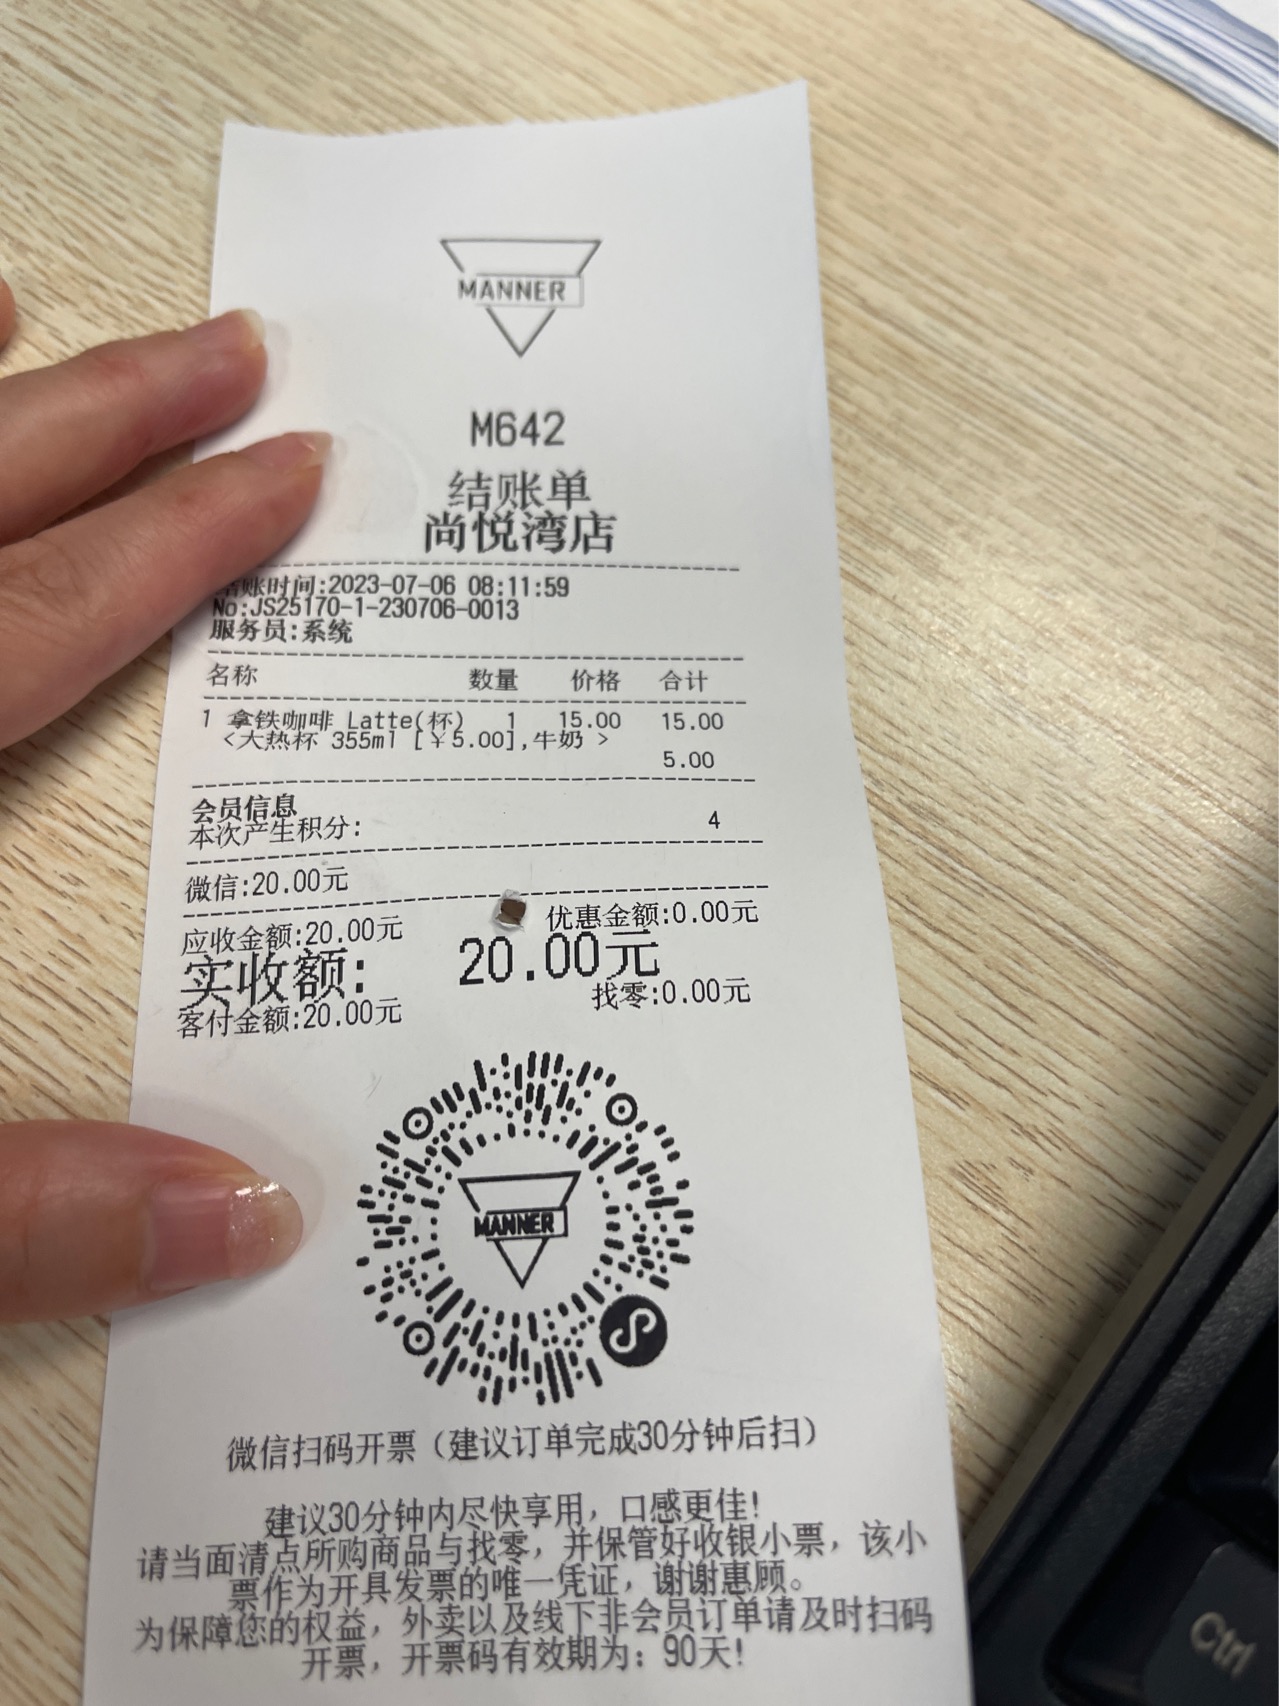 MANNER
M642
结账单
尚悦湾店
结账时间:2023-07-06 08:11:59
No:JS25170-1-230706-0013
服务员:系统
名称 数量 价格 合计
1 拿铁咖啡 Latte(杯) 1 15.00 15.00
<大热杯 355ml [￥5.00],牛奶 >
5.00
会员信息
本次产生积分: 4
微信:20.00元
应收金额:20.00元 优惠金额:0.00元
实收额: 20.00元
客付金额:20.00元 找零:0.00元
MANNER
微信扫码开票（建议订单完成30分钟后扫）
建议30分钟内尽快享用，口感更佳!
请当面清点所购商品与找零，并保管好收银小票，该小
票作为开具发票的唯一凭证，谢谢惠顾。
为保障您的权益，外卖以及线下非会员订单请及时扫码
开票，开票码有效期为：90天!
Ctrl